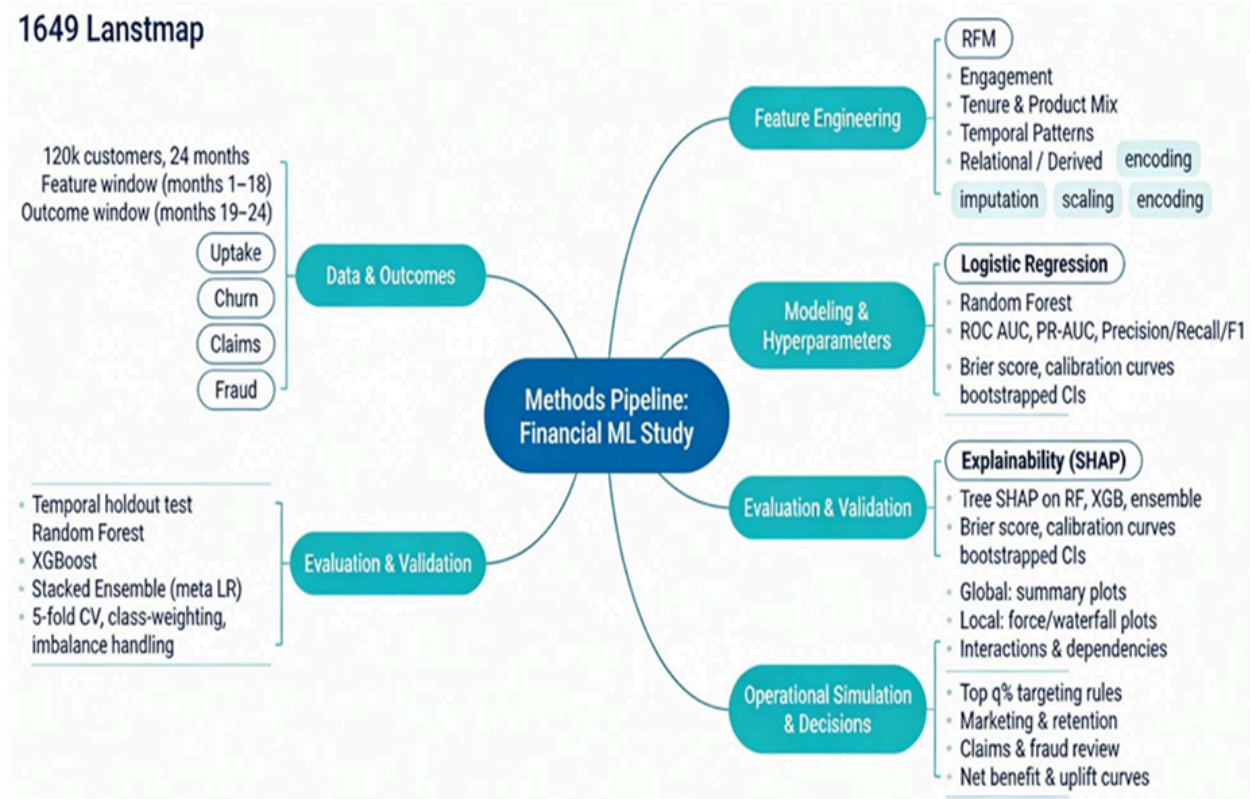 1649 Lanstmap
120k customers, 24 months
Feature window (months 1–18)
Outcome window (months 19–24)
Uptake
Churn
Claims
Fraud
Data & Outcomes
Temporal holdout test
Random Forest
XGBoost
Stacked Ensemble (meta LR)
5-fold CV, class-weighting,
imbalance handling
Evaluation & Validation
Methods Pipeline:
Financial ML Study
Feature Engineering
RFM
Engagement
Tenure & Product Mix
Temporal Patterns
Relational / Derived encoding
imputation scaling encoding
Modeling &
Hyperparameters
Logistic Regression
Random Forest
ROC AUC, PR-AUC, Precision/Recall/F1
Brier score, calibration curves
bootstrapped CIs
Evaluation & Validation
Explainability (SHAP)
Tree SHAP on RF, XGB, ensemble
Brier score, calibration curves
bootstrapped CIs
Global: summary plots
Local: force/waterfall plots
Interactions & dependencies
Operational Simulation
& Decisions
Top q% targeting rules
Marketing & retention
Claims & fraud review
Net benefit & uplift curves